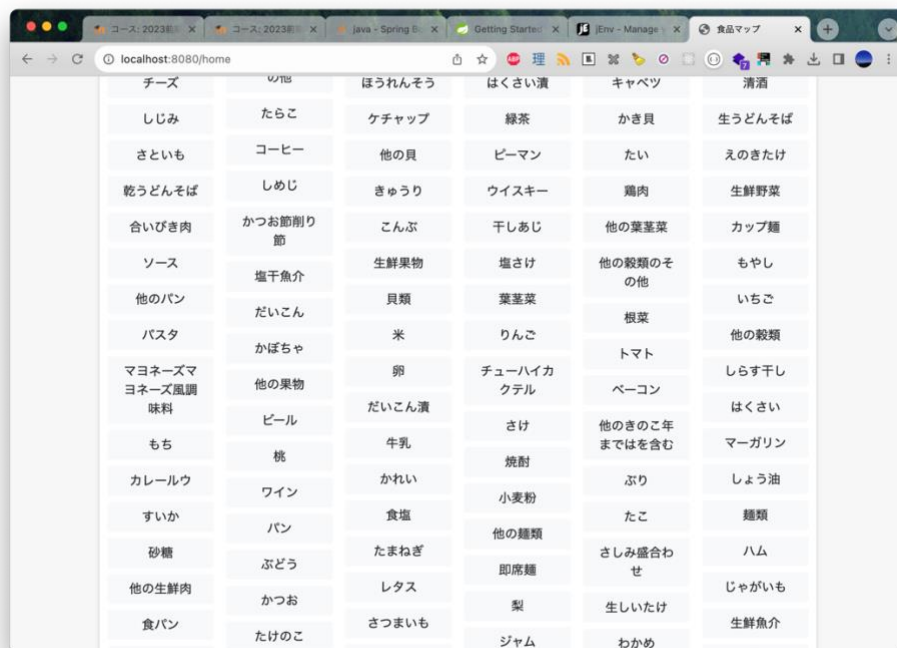 コース: 2023前
コース: 2023前
java - Spring B
Getting Started
jEnv - Manage
食品マップ
localhost:8080/home
チーズ
しじみ
さといも
乾うどんそば
合いびき肉
ソース
他のパン
パスタ
マヨネーズマ
ヨネーズ風調
味料
もち
カレールウ
すいか
砂糖
他の生鮮肉
食パン
の他
たらこ
コーヒー
しめじ
かつお節削り
節
塩干魚介
だいこん
かぼちゃ
他の果物
ビール
桃
ワイン
パン
ぶどう
かつお
たけのこ
ほうれんそう
ケチャップ
他の貝
きゅうり
こんぶ
生鮮果物
貝類
米
卵
だいこん漬
牛乳
かれい
食塩
たまねぎ
レタス
さつまいも
はくさい漬
緑茶
ピーマン
ウイスキー
干しあじ
塩さけ
葉茎菜
りんご
チューハイカ
クテル
さけ
焼酎
小麦粉
他の麺類
即席麺
梨
ジャム
キャベツ
かき貝
たい
鶏肉
他の葉茎菜
他の穀類のそ
の他
根菜
トマト
ベーコン
他のきのこ年
まではを含む
ぶり
たこ
さしみ盛合わ
せ
生しいたけ
わかめ
清酒
生うどんそば
えのきたけ
生鮮野菜
カップ麺
もやし
いちご
他の穀類
しらす干し
はくさい
マーガリン
しょう油
麺類
ハム
じゃがいも
生鮮魚介